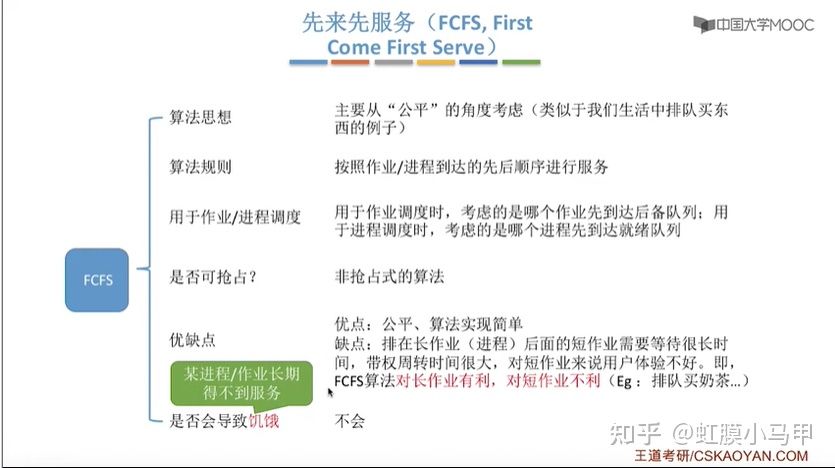 先来先服务（FCFS, First
Come First Serve）
中国大学MOOC
算法思想
主要从“公平”的角度考虑（类似于我们生活中排队买东
西的例子）
算法规则
按照作业/进程到达的先后顺序进行服务
用于作业/进程调度
用于作业调度时，考虑的是哪个作业先到达后备队列；用
于进程调度时，考虑的是哪个进程先到达就绪队列
FCFS
是否可抢占？
非抢占式的算法
优缺点
优点：公平、算法实现简单
缺点：排在长作业（进程）后面的短作业需要等待很长时
间，带权周转时间很大，对短作业来说用户体验不好。即，
FCFS算法对长作业有利，对短作业不利（Eg：排队买奶茶...）
某进程/作业长期
得不到服务
是否会导致饥饿
不会
知乎 @虹膜小马甲
王道考研/CSKAOYAN.COM